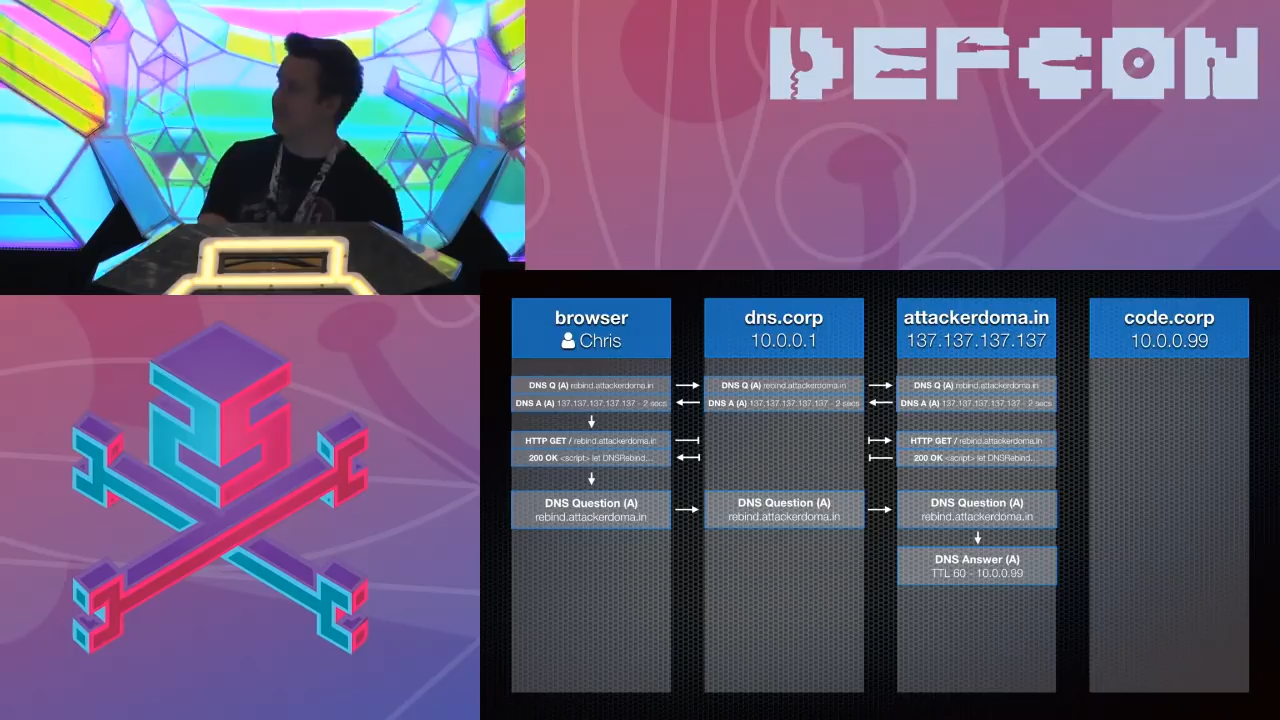 DEFCON
browser
Chris
dns.corp
10.0.0.1
attackerdoma.in
137.137.137.137
code.corp
10.0.0.99
DNS Q (A) rebind.attackerdoma.in
DNS Q (A) rebind.attackerdoma.in
DNS Q (A) rebind.attackerdoma.in
DNS A (A) 137.137.137.137 - 2 secs
DNS A (A) 137.137.137.137 - 2 secs
DNS A (A) 137.137.137.137 - 2 secs
HTTP GET / rebind.attackerdoma.in
HTTP GET / rebind.attackerdoma.in
200 OK <script> let DNSRebind...
200 OK <script> let DNSRebind...
DNS Question (A)
rebind.attackerdoma.in
DNS Question (A)
rebind.attackerdoma.in
DNS Question (A)
rebind.attackerdoma.in
DNS Answer (A)
TTL 60 - 10.0.0.99